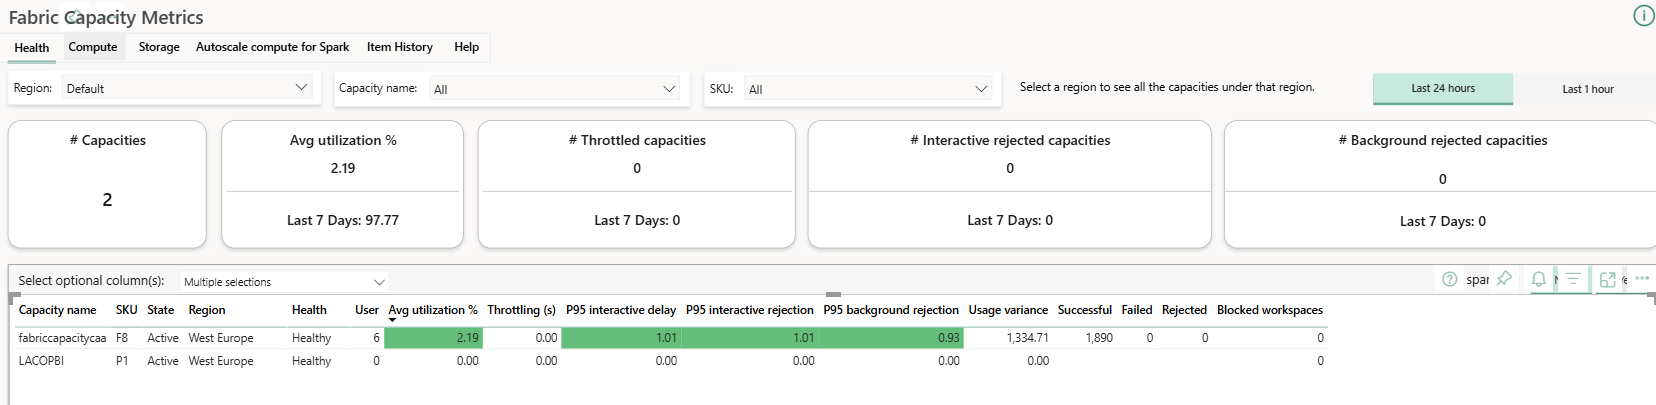 Fabric Capacity Metrics
Health Compute Storage Autoscale compute for Spark Item History Help
Region: Default Capacity name: All SKU: All Select a region to see all the capacities under that region. Last 24 hours Last 1 hour
# Capacities Avg utilization % # Throttled capacities # Interactive rejected capacities # Background rejected capacities
2.19 0 0 0
2
Last 7 Days: 97.77 Last 7 Days: 0 Last 7 Days: 0 Last 7 Days: 0
Select optional column(s): Multiple selections
Capacity name SKU State Region Health User Avg utilization % Throttling (s) P95 interactive delay P95 interactive rejection P95 background rejection Usage variance Successful Failed Rejected Blocked workspaces
fabriccapacitycaa F8 Active West Europe Healthy 6 2.19 0.00 1.01 1.01 0.93 1,334.71 1,890 0 0 0
LACOPBI P1 Active West Europe Healthy 0 0.00 0.00 0.00 0.00 0.00 0.00 0